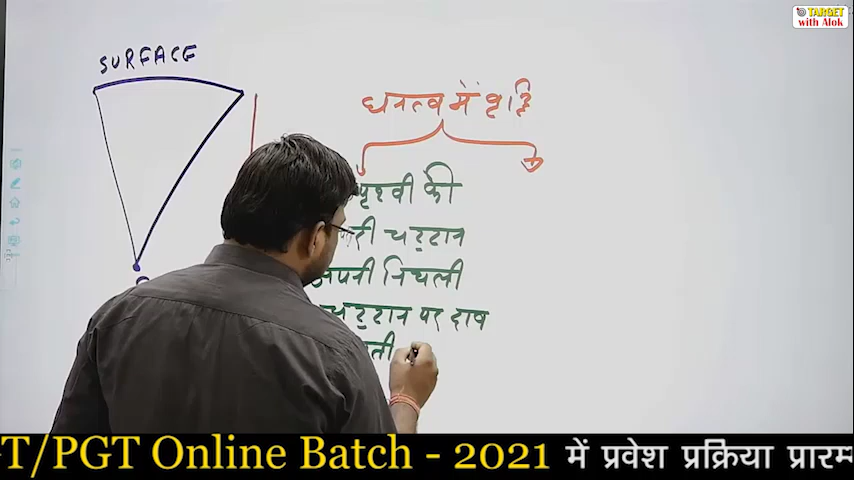 TARGET
with Alok
SURFACE
घनत्व में वृद्धि
पृथ्वी की
चट्टान
अपनी निचली
चट्टान पर दाब
T/PGT Online Batch - 2021 में प्रवेश प्रक्रिया प्रारम्